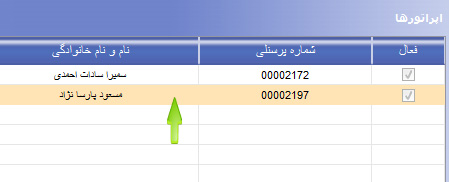 اپراتورها
فعال شماره پرسنلی نام و نام خانوادگی
00002172 سمیرا سادات احمدی
00002197 مسعود پارسا نژاد